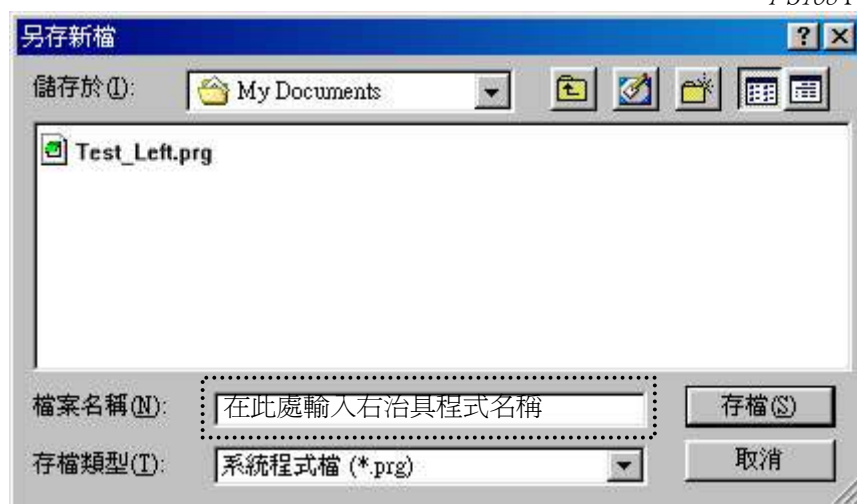 另存新檔
儲存於(I): My Documents
Test_Left.prg
檔案名稱(N): 在此處輸入右治具程式名稱 存檔(S)
存檔類型(T): 系統程式檔 (*.prg) 取消